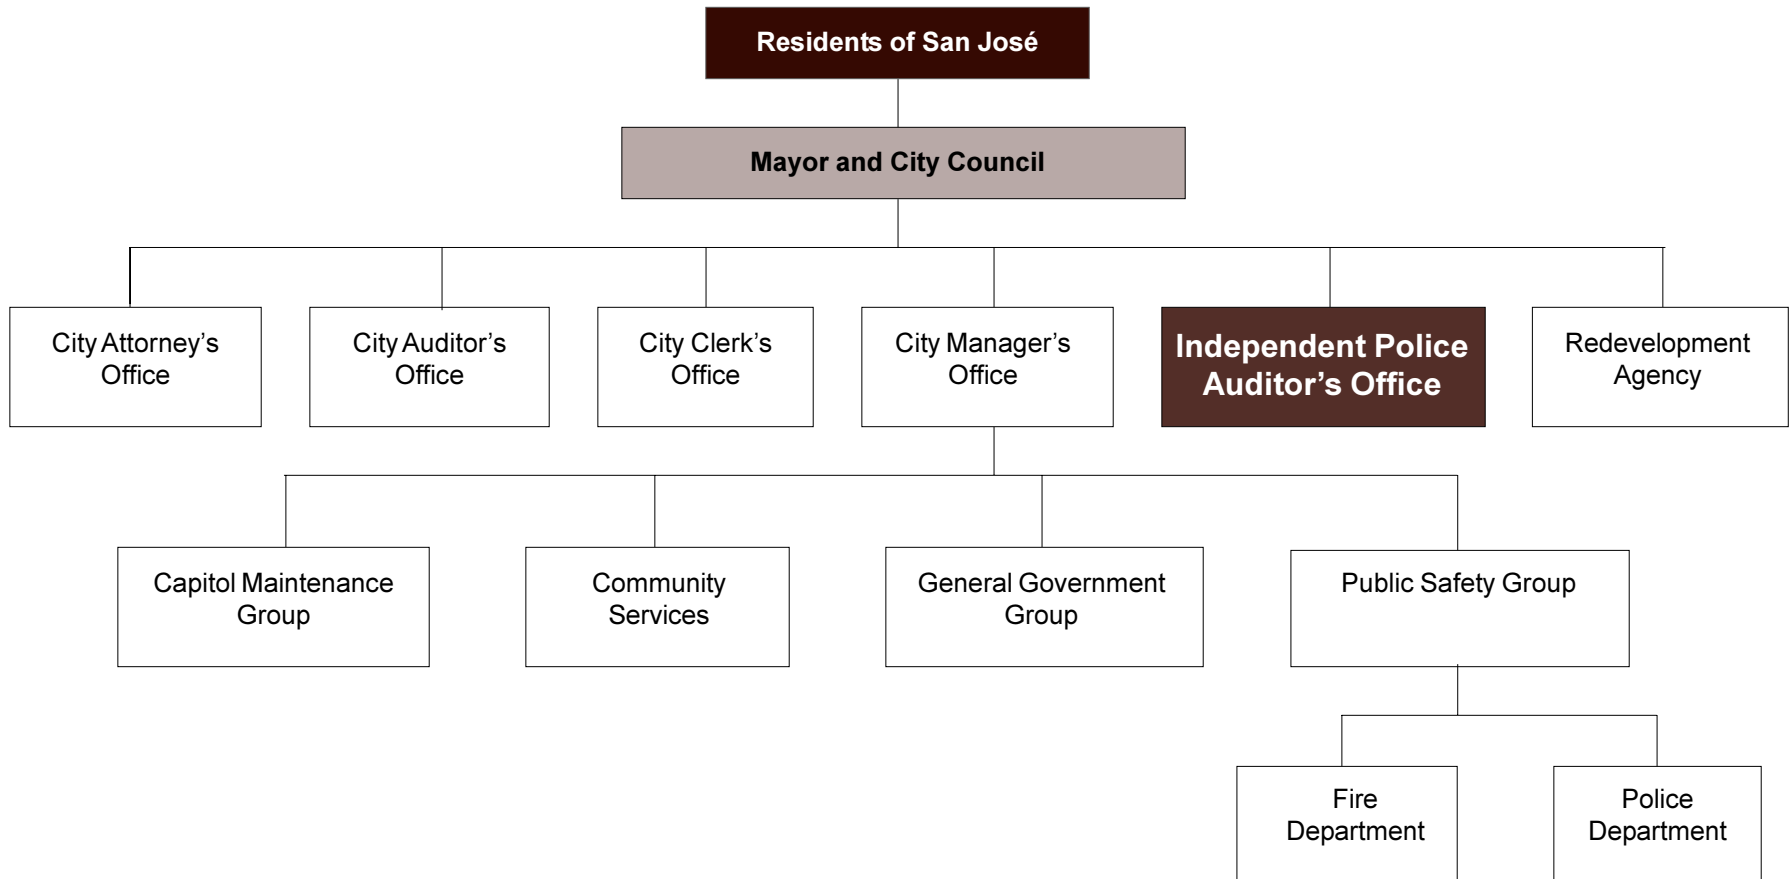 Residents of San José
Mayor and City Council
City Attorney’s
Office
City Auditor’s
Office
City Clerk’s
Office
City Manager’s
Office
Independent Police
Auditor’s Office
Redevelopment
Agency
Capitol Maintenance
Group
Community
Services
General Government
Group
Public Safety Group
Fire
Department
Police
Department